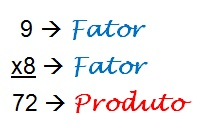 9 → Fator
x8 → Fator
72 → Produto